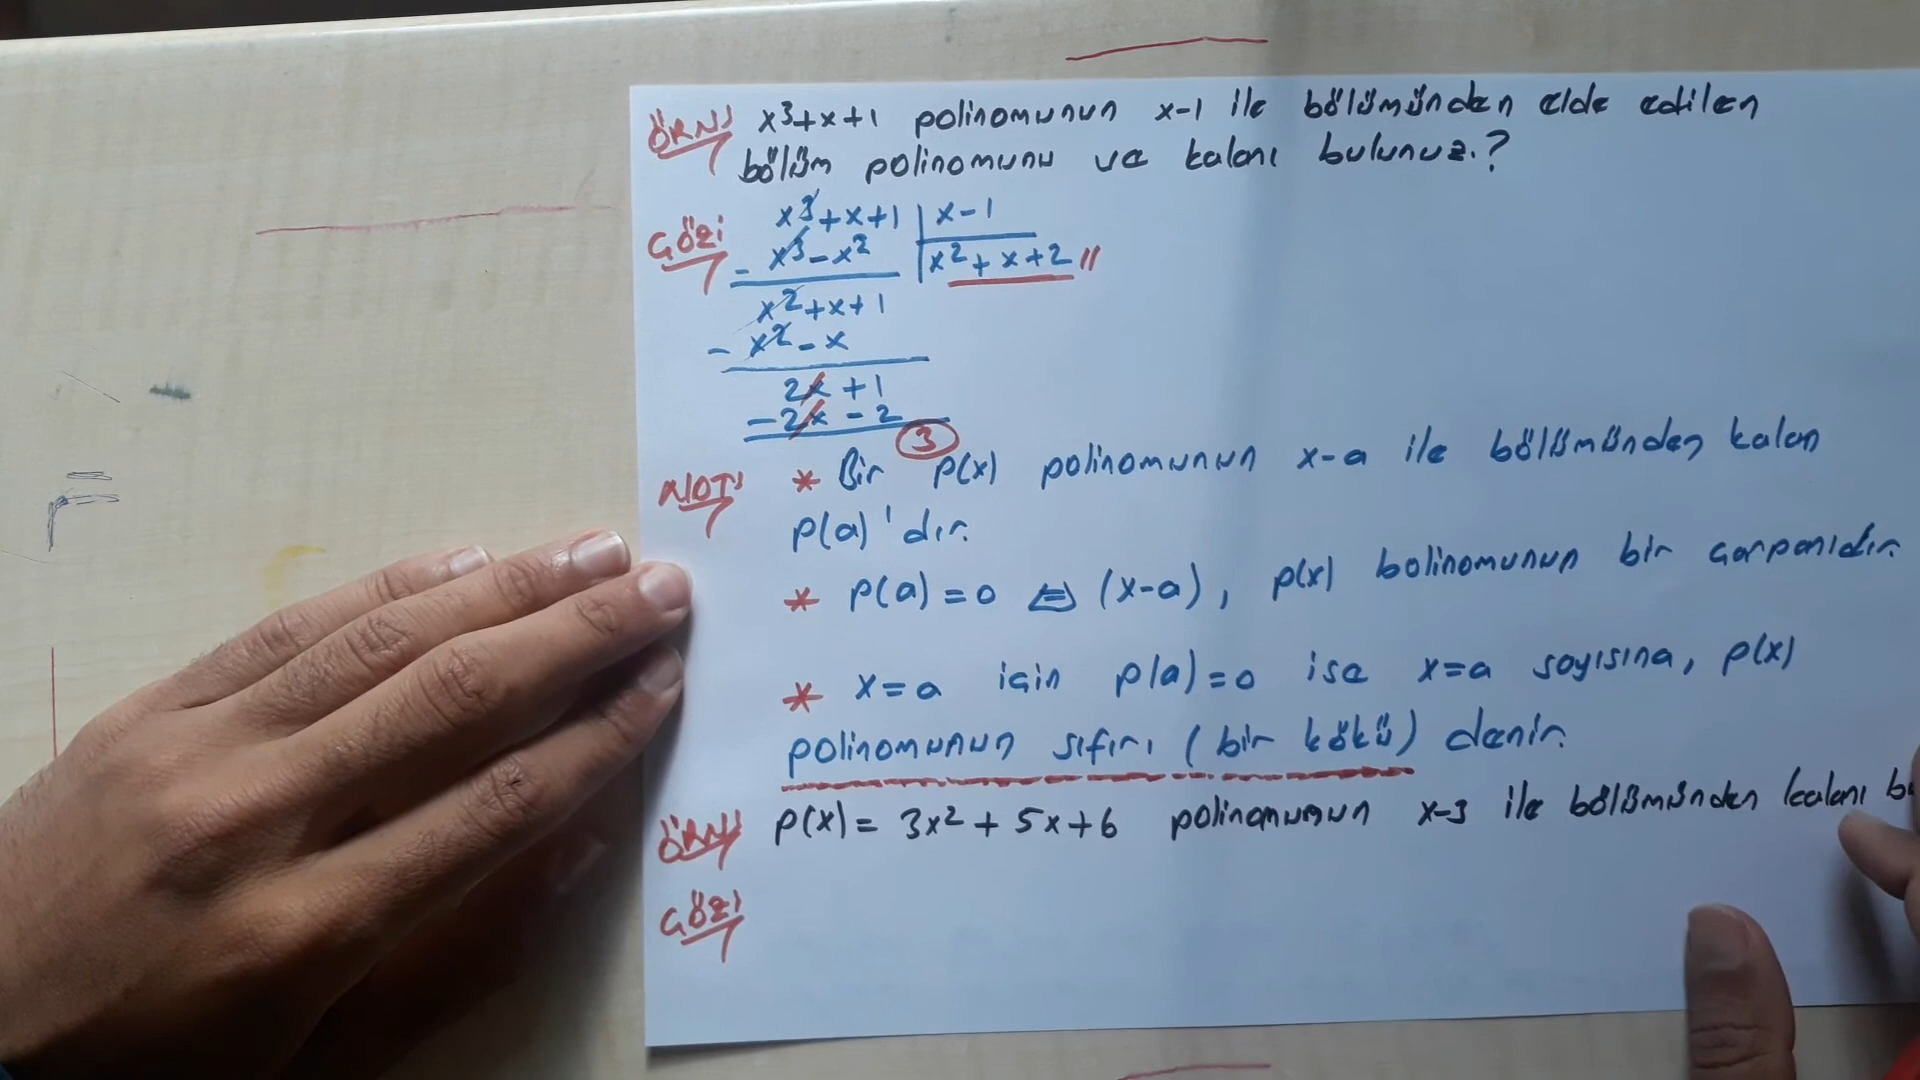 ÖRN; x³+x+1 polinomunun x-1 ile bölümünden elde edilen
bölüm polinomunu ve kalanı bulunuz.?
ÇÖZ; x³+x+1 | x-1
- x³-x² | x²+x+2 //
x²+x+1
- x²-x
2x+1
-2x-2
3
NOT; * Bir p(x) polinomunun x-a ile bölümünden kalan
p(a)'dır.
* p(a)=0 ⇔ (x-a), p(x) bolinomunun bir çarpanıdır.
* x=a için p(a)=0 ise x=a sayısına, p(x)
polinomunun sıfırı (bir kökü) denir.
ÖRN; p(x)= 3x²+5x+6 polinomunun x-3 ile bölümünden kalanı
ÇÖZ;